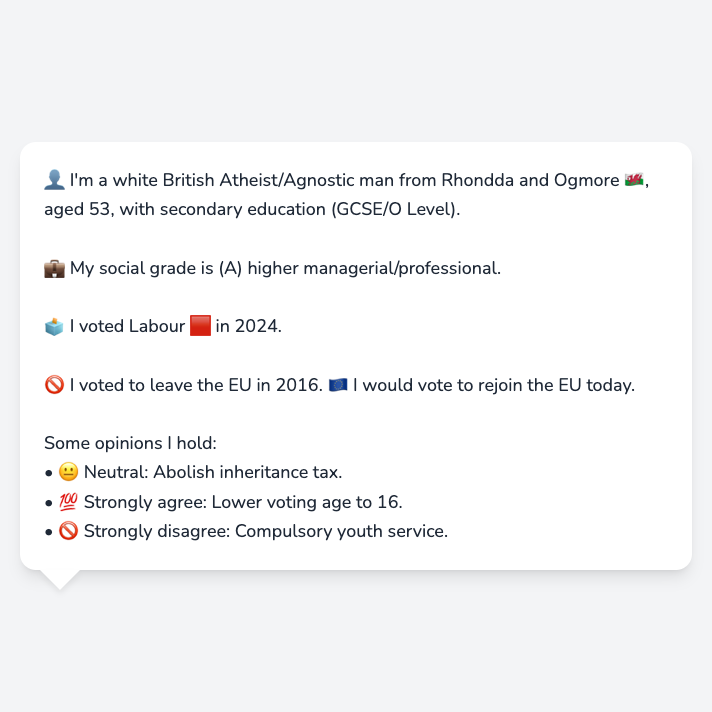 👤 I'm a white British Atheist/Agnostic man from Rhondda and Ogmore 🏴󠁧󠁢󠁷󠁬󠁳󠁿,
aged 53, with secondary education (GCSE/O Level).
💼 My social grade is (A) higher managerial/professional.
🗳️ I voted Labour 🟥 in 2024.
🚫 I voted to leave the EU in 2016. 🇪🇺 I would vote to rejoin the EU today.
Some opinions I hold:
• 😐 Neutral: Abolish inheritance tax.
• 💯 Strongly agree: Lower voting age to 16.
• 🚫 Strongly disagree: Compulsory youth service.